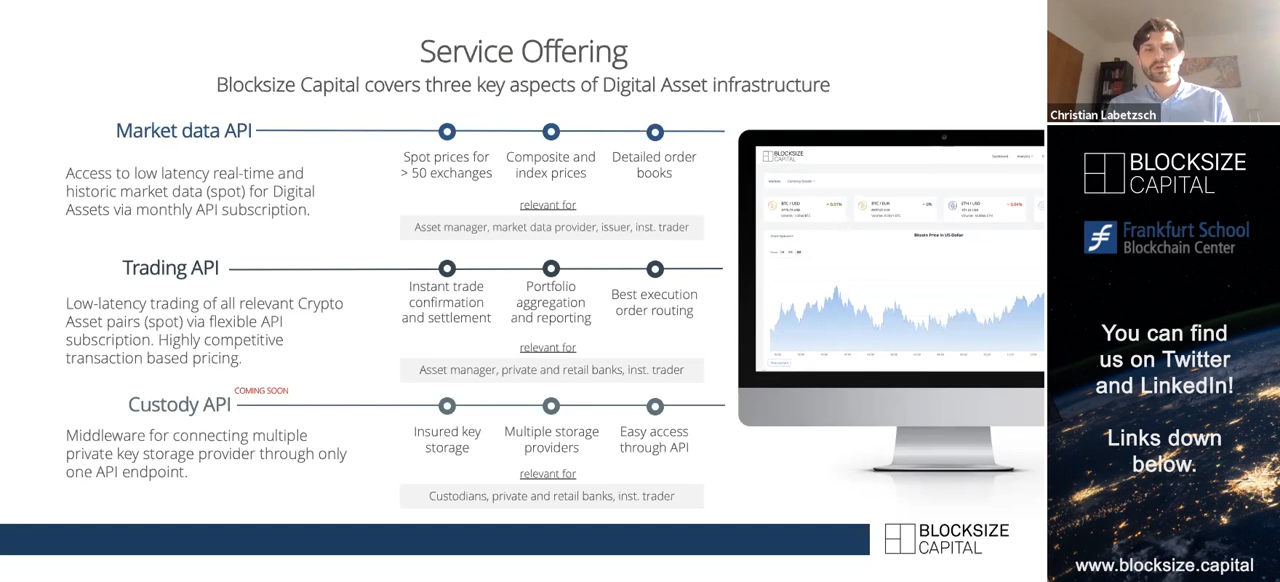 Service Offering
Blocksize Capital covers three key aspects of Digital Asset infrastructure
Market data API
Access to low latency real-time and
historic market data (spot) for Digital
Assets via monthly API subscription.
Spot prices for
> 50 exchanges
Composite and
index prices
Detailed order
books
relevant for
Asset manager, market data provider, issuer, inst. trader
Trading API
Low-latency trading of all relevant Crypto
Asset pairs (spot) via flexible API
subscription. Highly competitive
transaction based pricing.
Instant trade
confirmation
and settlement
Portfolio
aggregation
and reporting
Best execution
order routing
relevant for
Asset manager, private and retail banks, inst. trader
COMING SOON
Custody API
Middleware for connecting multiple
private key storage provider through only
one API endpoint.
Insured key
storage
Multiple storage
providers
Easy access
through API
relevant for
Custodians, private and retail banks, inst. trader
BLOCKSIZE
CAPITAL
BTC / USD
BTC / EUR
ETH / USD
Bitcoin Price in US-Dollar
BLOCKSIZE
CAPITAL
Christian Labetzsch
BLOCKSIZE
CAPITAL
Frankfurt School
Blockchain Center
You can find
us on Twitter
and LinkedIn!
Links down
below.
www.blocksize.capital